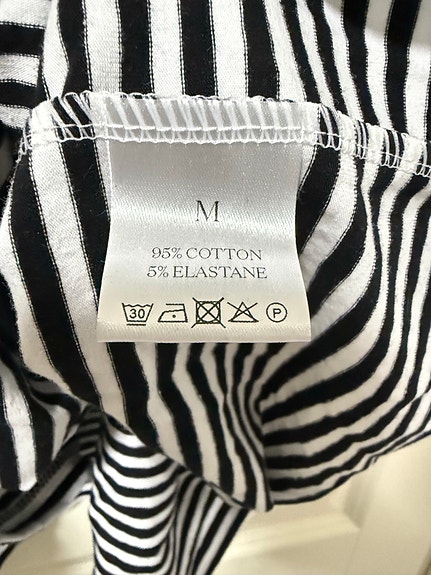 M
95% COTTON
5% ELASTANE
30 P